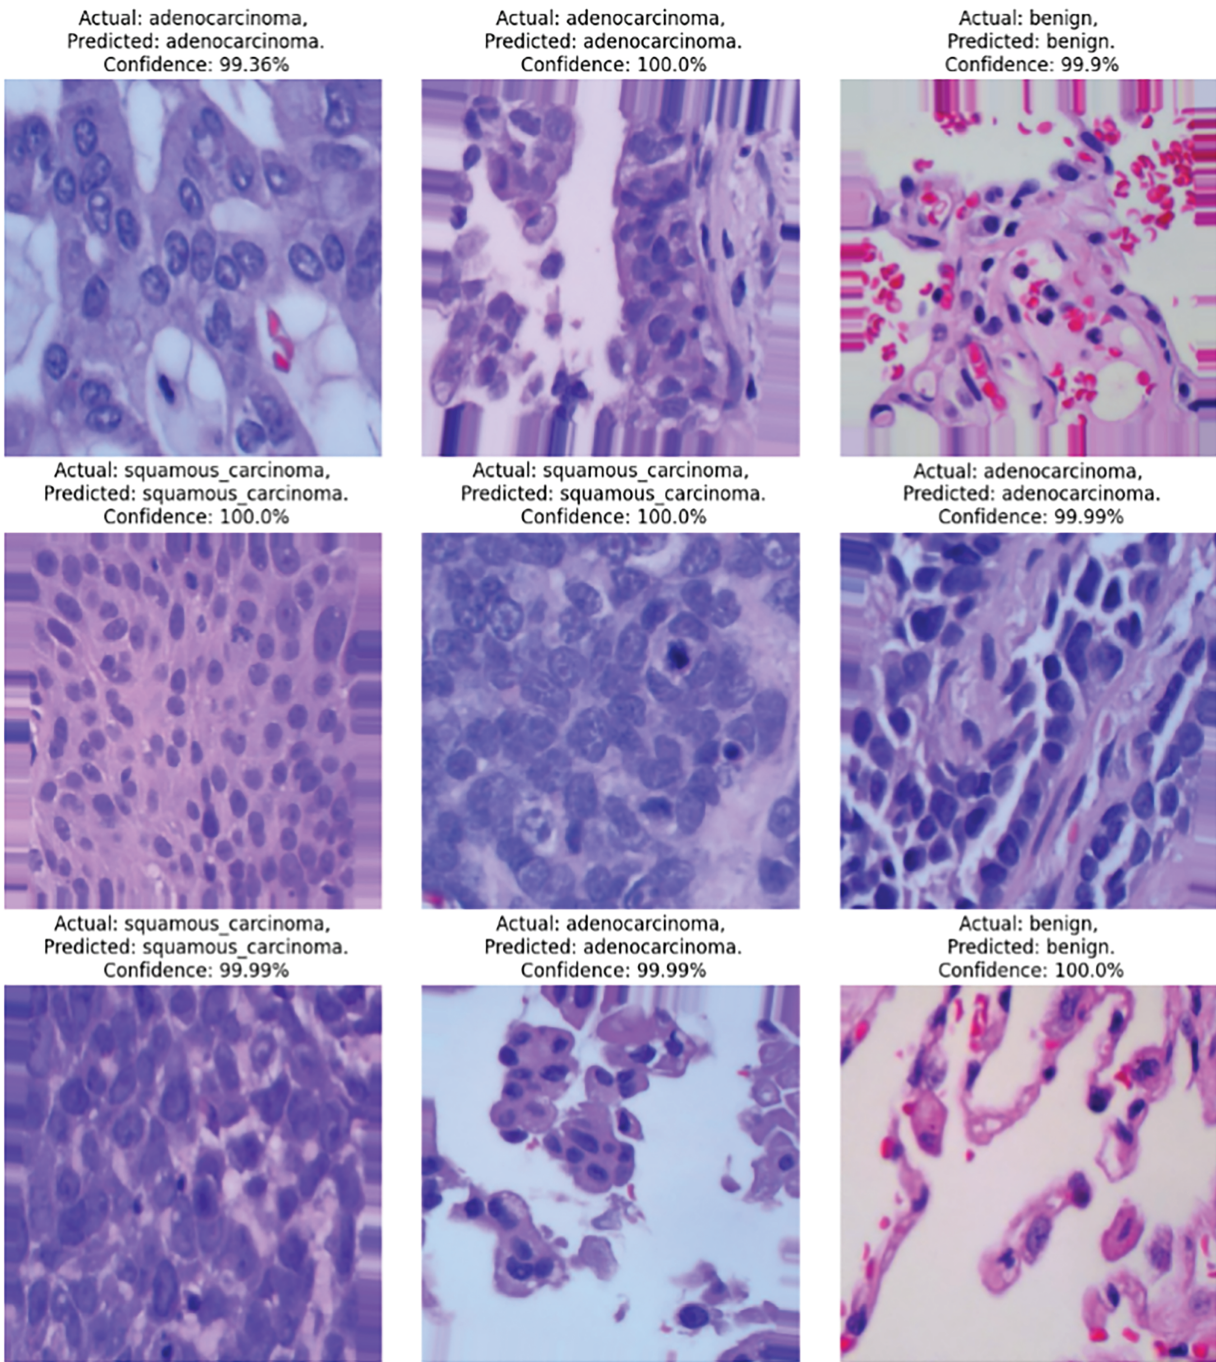 Actual: adenocarcinoma,
Predicted: adenocarcinoma.
Confidence: 99.36%
Actual: adenocarcinoma,
Predicted: adenocarcinoma.
Confidence: 100.0%
Actual: benign,
Predicted: benign.
Confidence: 99.9%
Actual: squamous_carcinoma,
Predicted: squamous_carcinoma.
Confidence: 100.0%
Actual: squamous_carcinoma,
Predicted: squamous_carcinoma.
Confidence: 100.0%
Actual: adenocarcinoma,
Predicted: adenocarcinoma.
Confidence: 99.99%
Actual: squamous_carcinoma,
Predicted: squamous_carcinoma.
Confidence: 99.99%
Actual: adenocarcinoma,
Predicted: adenocarcinoma.
Confidence: 99.99%
Actual: benign,
Predicted: benign.
Confidence: 100.0%